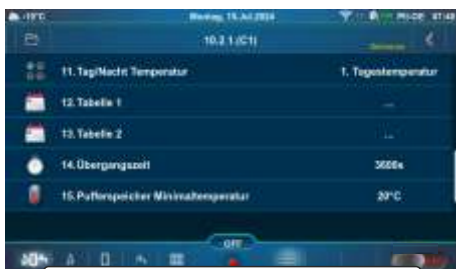 Montag, 15. Jul. 2024
10.2.1.(C1)
11. Tag/Nacht Temperatur
1. Tagestemperatur
12. Tabelle 1
...
13. Tabelle 2
...
14. Übergangszeit
3600s
15. Pufferspeicher Minimaltemperatur
20°C
OFF